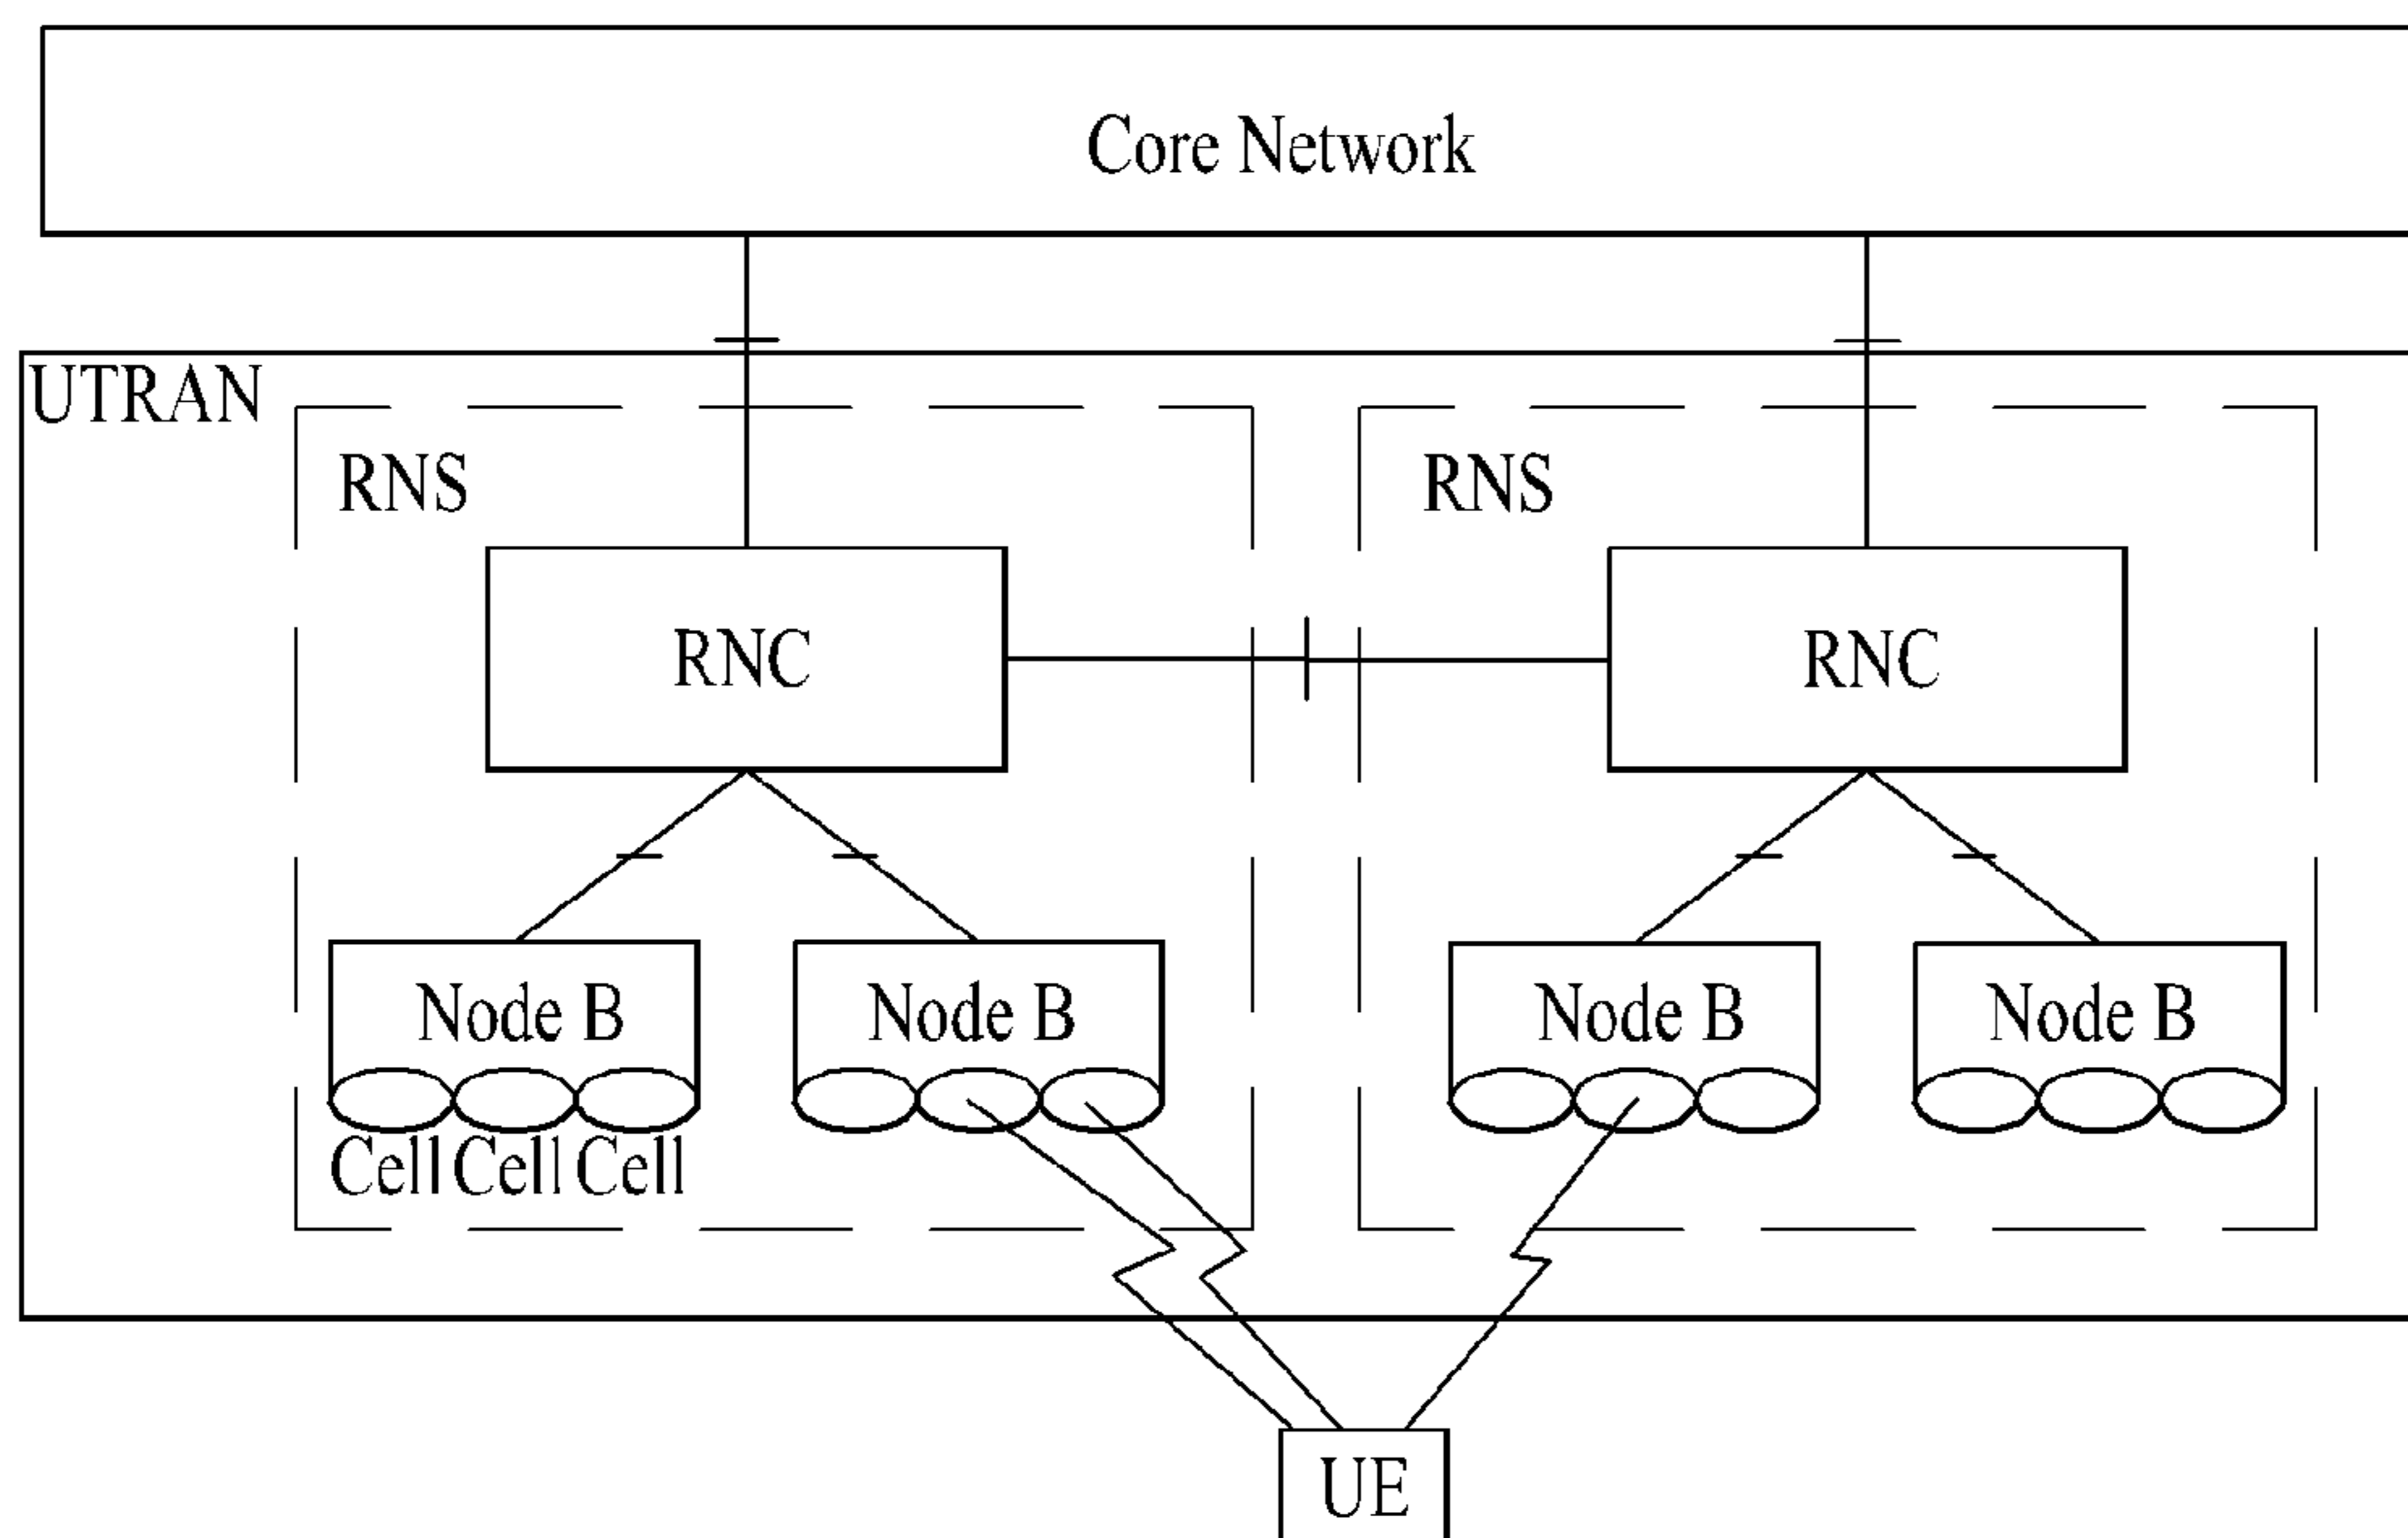 Core Network
UTRAN
RNS RNS
RNC RNC
Node B Node B Node B Node B
Cell Cell Cell
UE